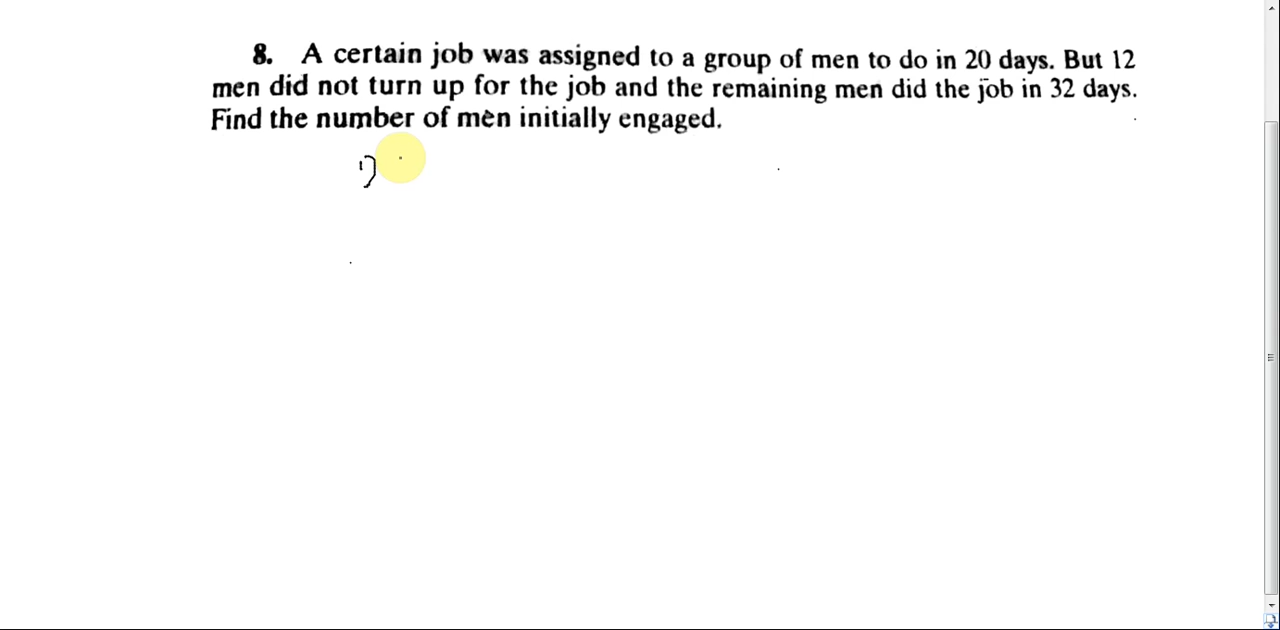 8. A certain job was assigned to a group of men to do in 20 days. But 12
men did not turn up for the job and the remaining men did the job in 32 days.
Find the number of men initially engaged.